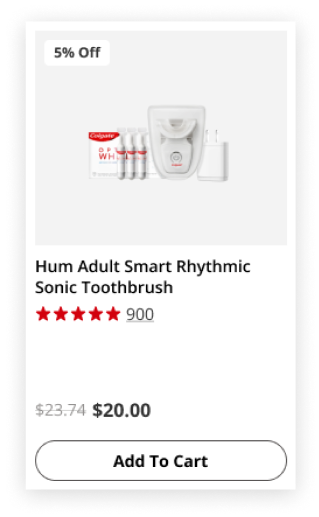 5% Off
Colgate
Hum Adult Smart Rhythmic
Sonic Toothbrush
900
$23.74 $20.00
Add To Cart